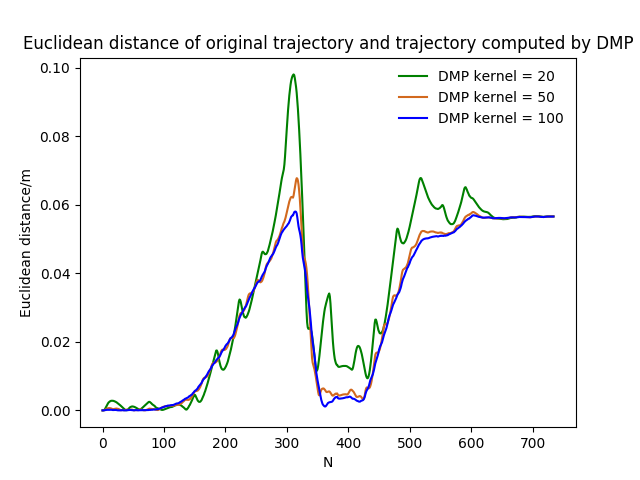 Euclidean distance of original trajectory and trajectory computed by DMP
DMP kernel = 20
DMP kernel = 50
DMP kernel = 100
Euclidean distance/m
0.10
0.08
0.06
0.04
0.02
0.00
0 100 200 300 400 500 600 700
N